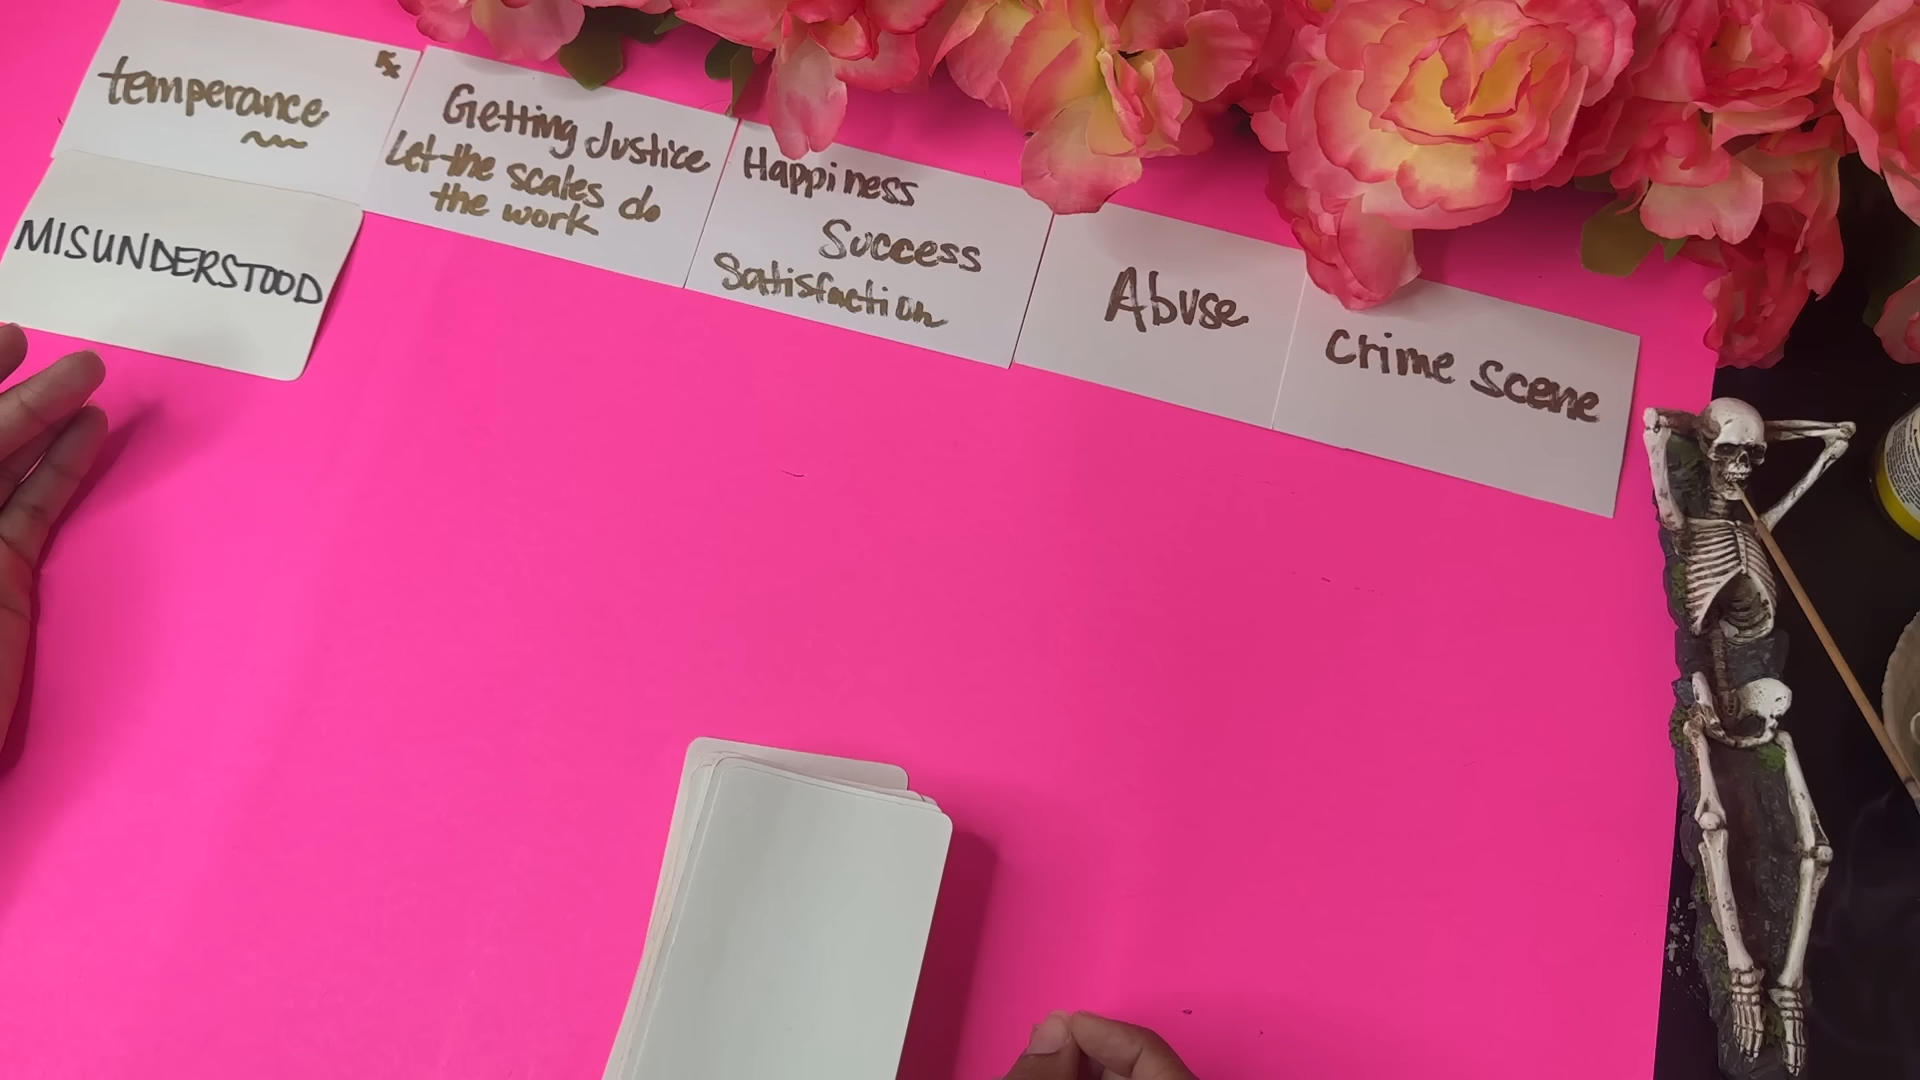 temperance
Getting Justice
Let the scales do
the work
Happiness
Success
Satisfaction
Abuse
Crime Scene
MISUNDERSTOOD